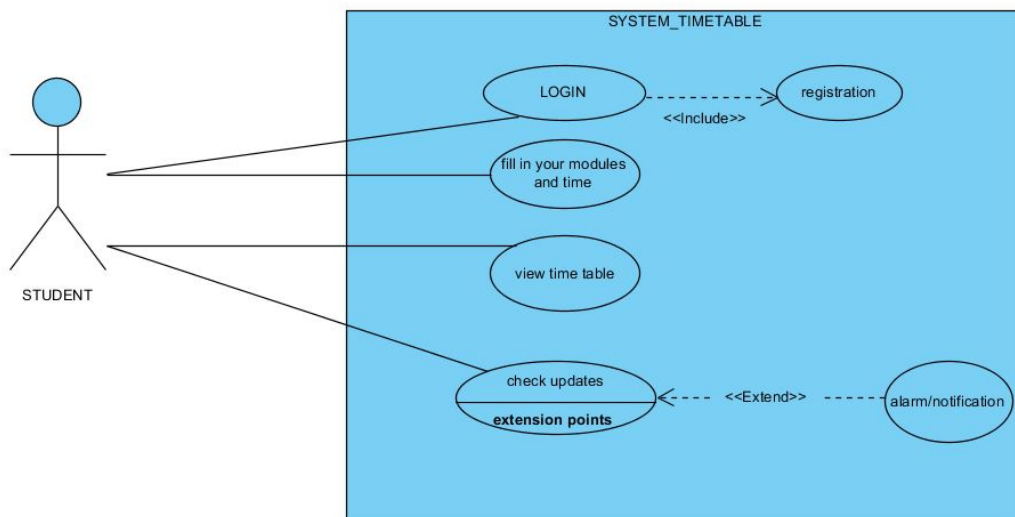 SYSTEM_TIMETABLE
LOGIN
registration
<<Include>>
fill in your modules
and time
view time table
STUDENT
check updates
<<Extend>>
alarm/notification
extension points